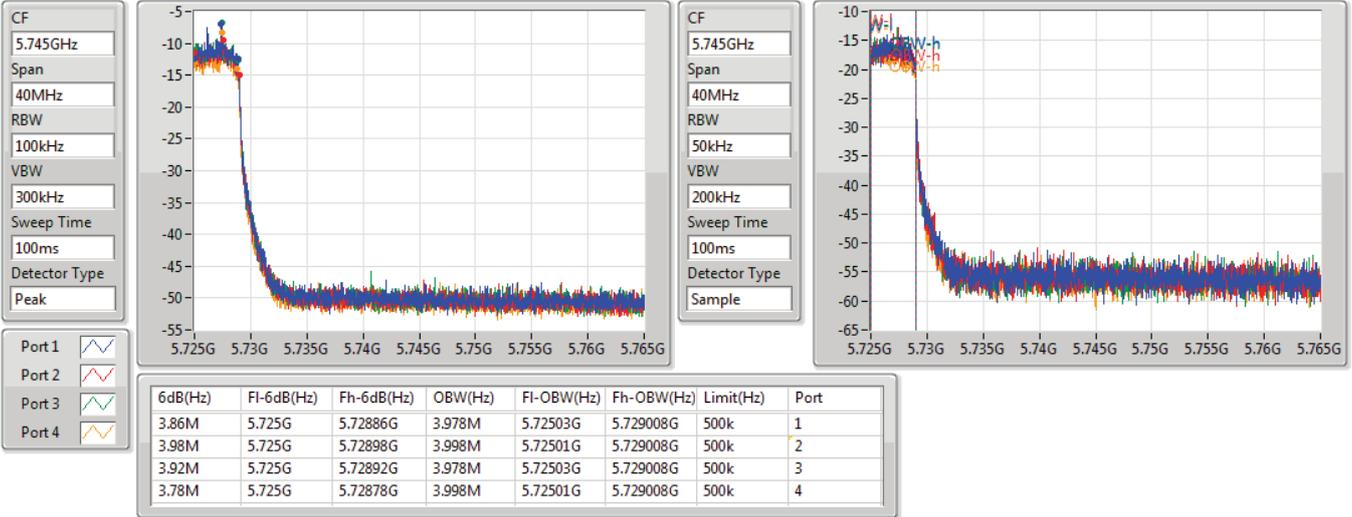 CF
5.745GHz
Span
40MHz
RBW
100kHz
VBW
300kHz
Sweep Time
100ms
Detector Type
Peak
-5
-10
-15
-20
-25
-30
-35
-40
-45
-50
-55
5.725G 5.73G 5.735G 5.74G 5.745G 5.75G 5.755G 5.76G 5.765G
CF
5.745GHz
Span
40MHz
RBW
50kHz
VBW
200kHz
Sweep Time
100ms
Detector Type
Sample
-10
-15
-20
-25
-30
-35
-40
-45
-50
-55
-60
-65
5.725G 5.73G 5.735G 5.74G 5.745G 5.75G 5.755G 5.76G 5.765G
Port 1
Port 2
Port 3
Port 4
6dB(Hz) Fl-6dB(Hz) Fh-6dB(Hz) OBW(Hz) Fl-OBW(Hz) Fh-OBW(Hz) Limit(Hz) Port
3.86M 5.725G 5.72886G 3.978M 5.72503G 5.729008G 500k 1
3.98M 5.725G 5.72898G 3.998M 5.72501G 5.729008G 500k 2
3.92M 5.725G 5.72892G 3.978M 5.72503G 5.729008G 500k 3
3.78M 5.725G 5.72878G 3.998M 5.72501G 5.729008G 500k 4